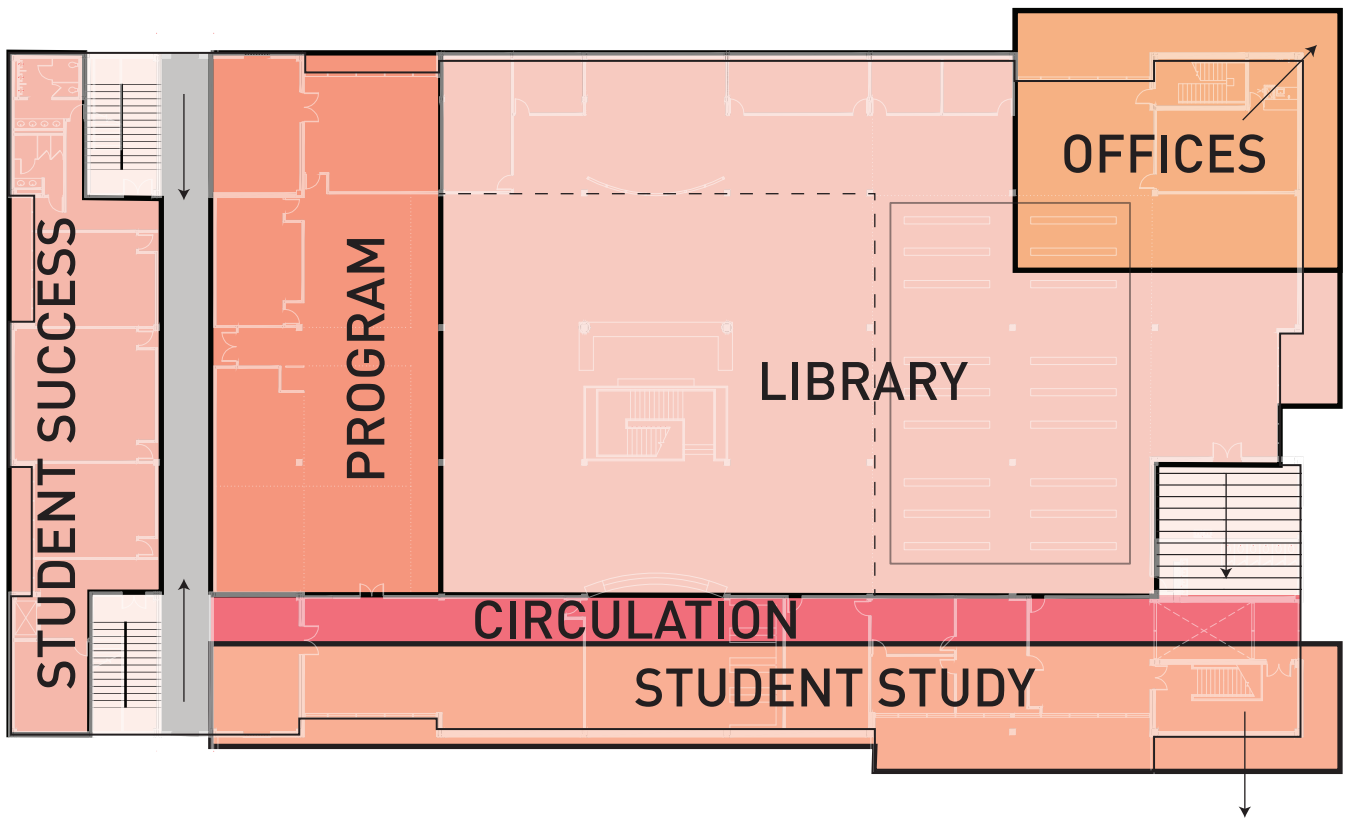 OFFICES
STUDENT SUCCESS
PROGRAM
LIBRARY
CIRCULATION
STUDENT STUDY